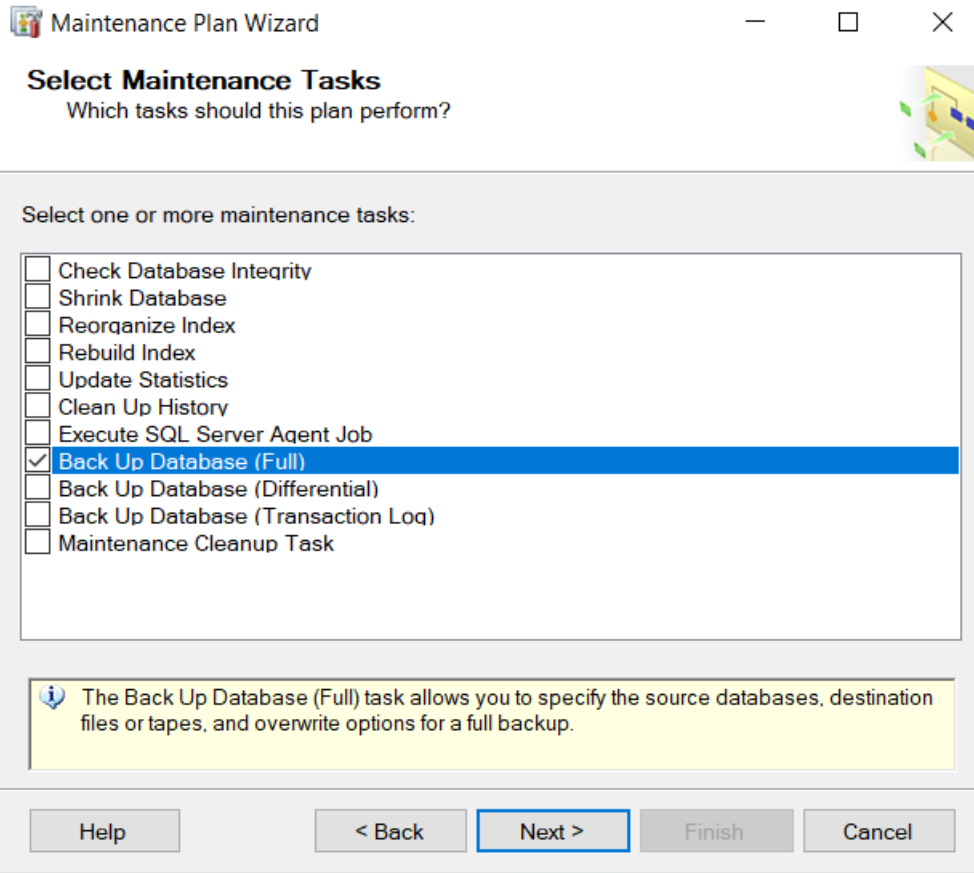 Maintenance Plan Wizard
Select Maintenance Tasks
Which tasks should this plan perform?
Select one or more maintenance tasks:
Check Database Integrity
Shrink Database
Reorganize Index
Rebuild Index
Update Statistics
Clean Up History
Execute SQL Server Agent Job
Back Up Database (Full)
Back Up Database (Differential)
Back Up Database (Transaction Log)
Maintenance Cleanup Task
The Back Up Database (Full) task allows you to specify the source databases, destination
files or tapes, and overwrite options for a full backup.
Help < Back Next > Finish Cancel